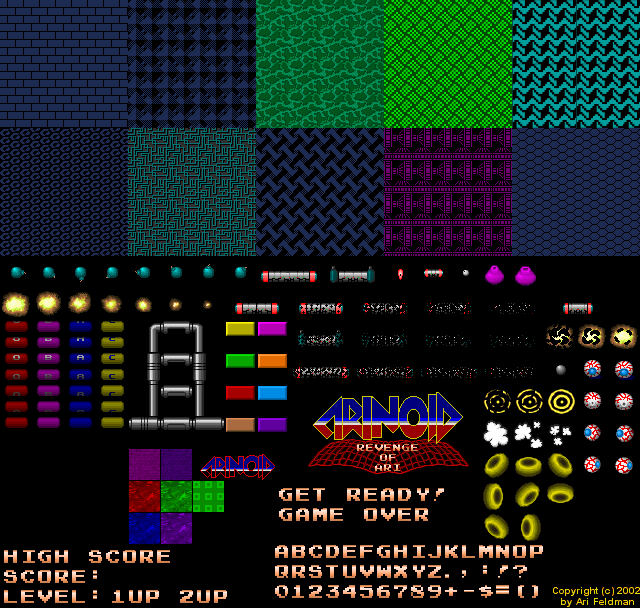 ARINOID
REVENGE
OF
ARI
ARINOID
GET READY!
GAME OVER
HIGH SCORE
SCORE:
LEVEL: 1UP 2UP
ABCDEFGHIJKLMNOP
QRSTUVWXYZ., ; : !?
0123456789+-$=()
Copyright (c) 2002
by Ari Feldman